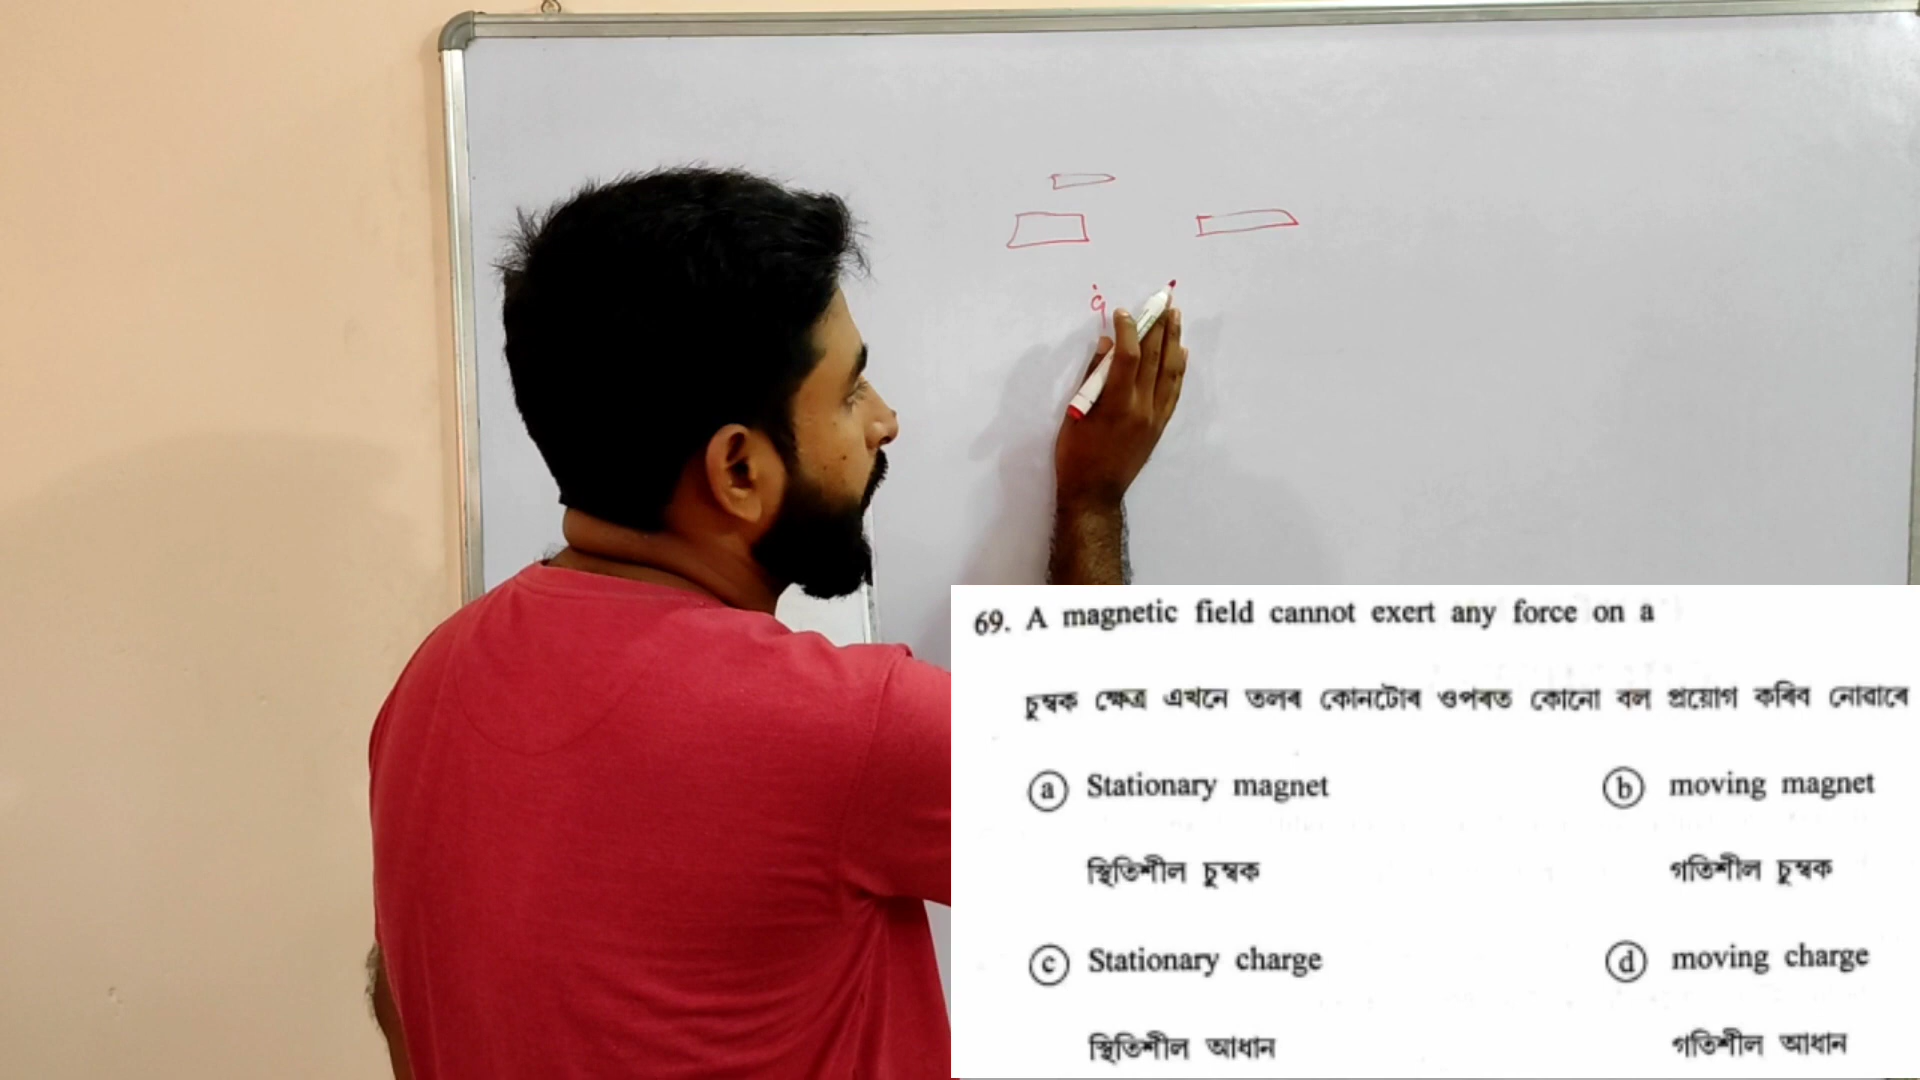 q
69. A magnetic field cannot exert any force on a
চুম্বক ক্ষেত্ৰ এখনে তলৰ কোনটোৰ ওপৰত কোনো বল প্ৰয়োগ কৰিব নোৱাৰে
(a) Stationary magnet
(b) moving magnet
স্থিতিশীল চুম্বক
গতিশীল চুম্বক
(c) Stationary charge
(d) moving charge
স্থিতিশীল আধান
গতিশীল আধান